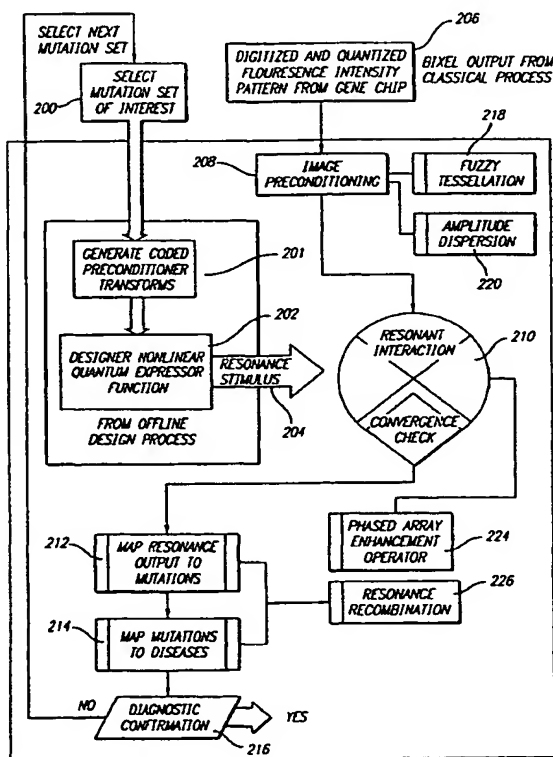 SELECT NEXT
MUTATION SET
200
SELECT
MUTATION SET
OF INTEREST
206
DIGITIZED AND QUANTIZED
FLOURESENCE INTENSITY
PATTERN FROM GENE CHIP
BIXEL OUTPUT FROM
CLASSICAL PROCESS
208
IMAGE
PRECONDITIONING
218
FUZZY
TESSELLATION
AMPLITUDE
DISPERSION
220
GENERATE CODED
PRECONDITIONER
TRANSFORMS
201
202
DESIGNER NONLINEAR
QUANTUM EXPRESSOR
FUNCTION
RESONANCE
STIMULUS
204
FROM OFFLINE
DESIGN PROCESS
RESONANT
INTERACTION
210
CONVERGENCE
CHECK
212
MAP RESONANCE
OUTPUT TO
MUTATIONS
PHASED ARRAY
ENHANCEMENT
OPERATOR
224
226
RESONANCE
RECOMBINATION
214
MAP MUTATIONS
TO DISEASES
NO
DIAGNOSTIC
CONFIRMATION
YES
216